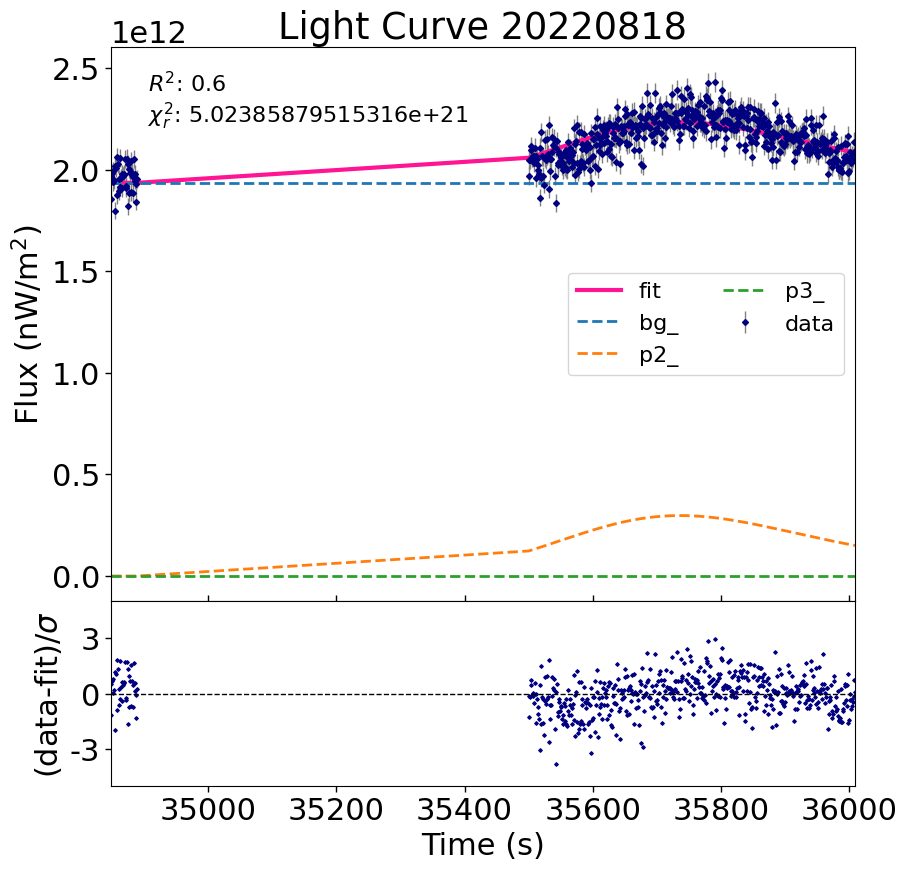 Light Curve 20220818
1e12
R²: 0.6
χ²ᵣ: 5.02385879515316e+21
2.5
2.0
1.5
1.0
0.5
0.0
Flux (nW/m²)
fit
bg_
p2_
p3_
data
3
0
-3
(data-fit)/σ
35000 35200 35400 35600 35800 36000
Time (s)